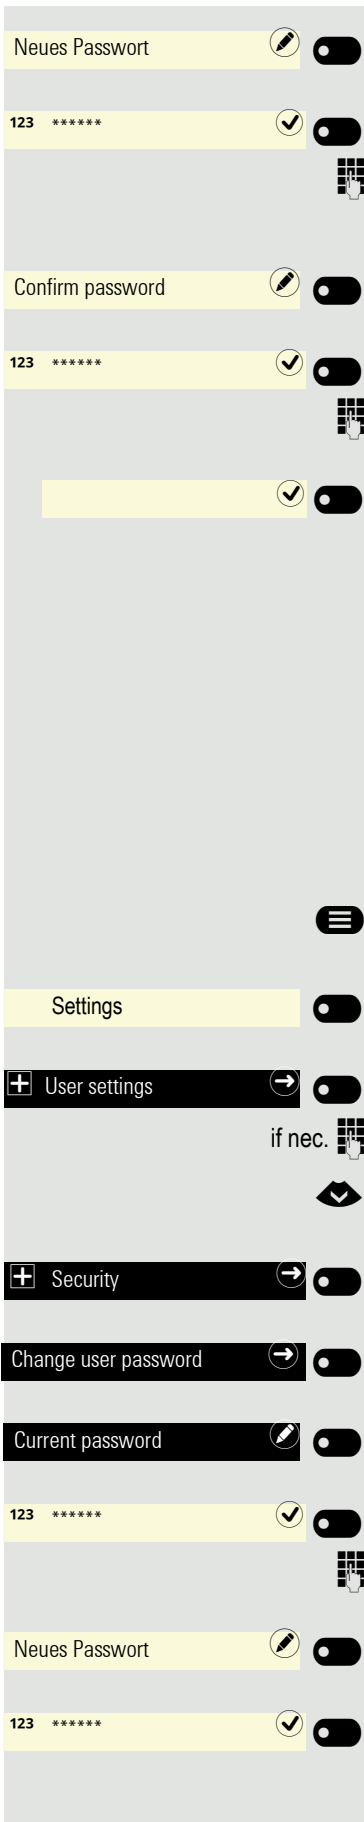 Neues Passwort
123 ******
Confirm password
123 ******
Settings
User settings
if nec.
Security
Change user password
Current password
123 ******
Neues Passwort
123 ******